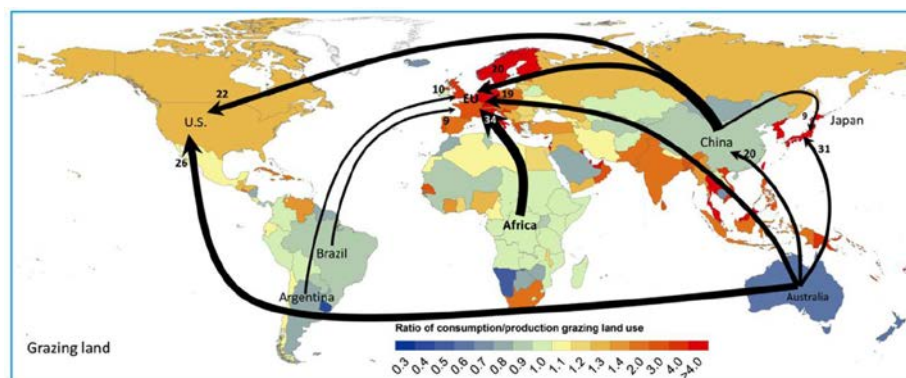 20
22
10
EU
19
U.S.
9
34
9
Japan
China
20
31
26
Africa
Brazil
Argentina
Australia
Ratio of consumption/production grazing land use
Grazing land
0.3 0.4 0.5 0.6 0.7 0.8 0.9 1.0 1.1 1.2 1.3 1.4 2.0 3.0 4.0 >4.0